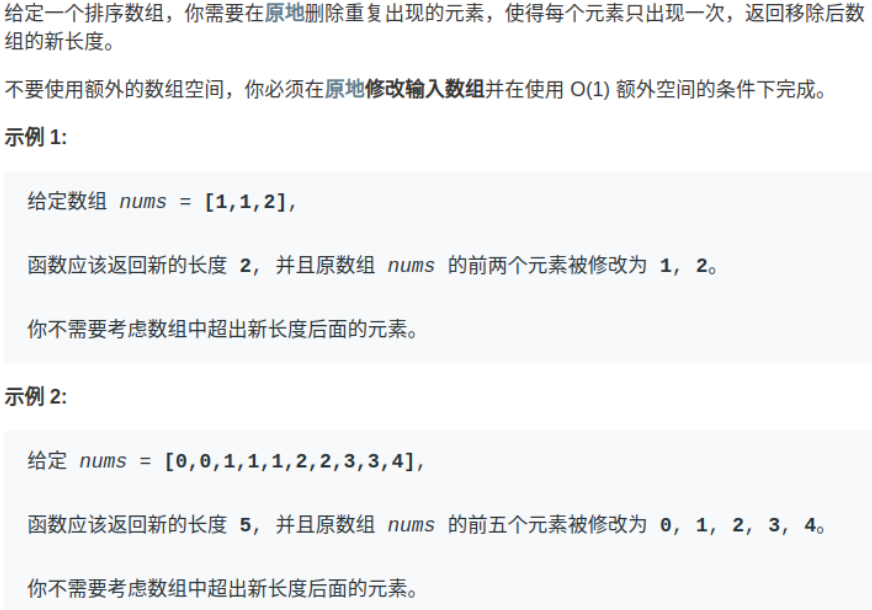 给定一个排序数组，你需要在原地删除重复出现的元素，使得每个元素只出现一次，返回移除后数
组的新长度。
不要使用额外的数组空间，你必须在原地修改输入数组并在使用 O(1) 额外空间的条件下完成。
示例 1:
给定数组 nums = [1,1,2],
函数应该返回新的长度 2, 并且原数组 nums 的前两个元素被修改为 1, 2。
你不需要考虑数组中超出新长度后面的元素。
示例 2:
给定 nums = [0,0,1,1,1,2,2,3,3,4],
函数应该返回新的长度 5, 并且原数组 nums 的前五个元素被修改为 0, 1, 2, 3, 4。
你不需要考虑数组中超出新长度后面的元素。